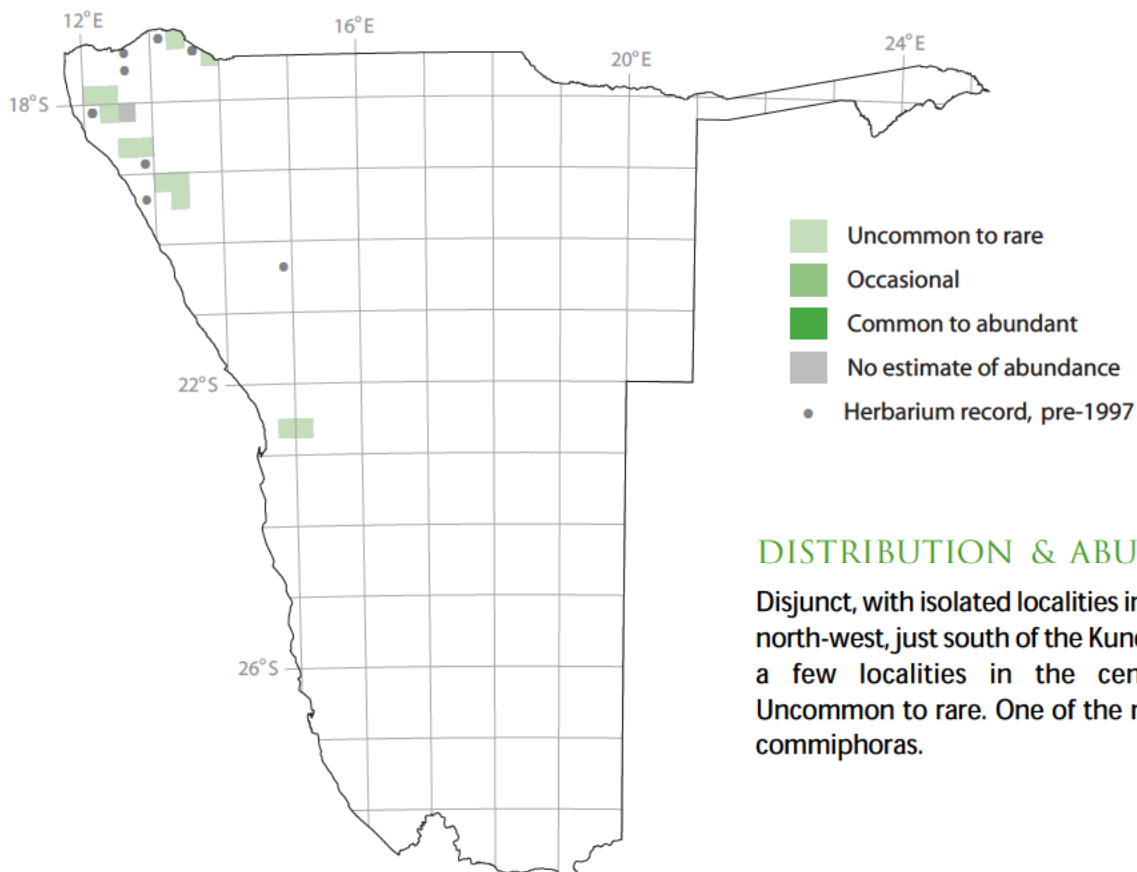 12°E
16°E
20°E
24°E
18°S
22°S
26°S
Uncommon to rare
Occasional
Common to abundant
No estimate of abundance
Herbarium record, pre-1997
DISTRIBUTION & ABU
Disjunct, with isolated localities in
north-west, just south of the Kune
a few localities in the cen
Uncommon to rare. One of the
commiphoras.